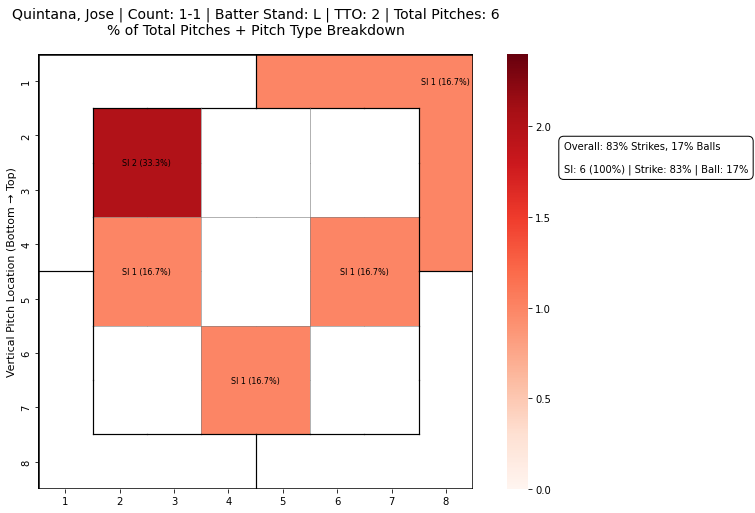 Quintana, Jose | Count: 1-1 | Batter Stand: L | TTO: 2 | Total Pitches: 6
% of Total Pitches + Pitch Type Breakdown
SI 1 (16.7%)
SI 2 (33.3%)
SI 1 (16.7%)
SI 1 (16.7%)
SI 1 (16.7%)
Vertical Pitch Location (Bottom → Top)
1
2
3
4
5
6
7
8
1 2 3 4 5 6 7 8
2.0
1.5
1.0
0.5
0.0
Overall: 83% Strikes, 17% Balls
SI: 6 (100%) | Strike: 83% | Ball: 17%